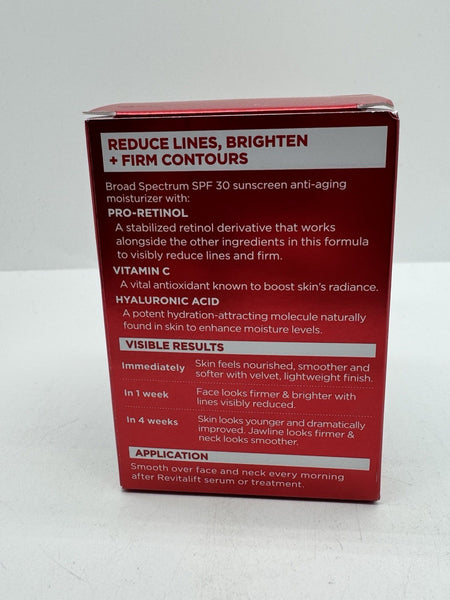 REDUCE LINES, BRIGHTEN
+ FIRM CONTOURS
Broad Spectrum SPF 30 sunscreen anti-aging
moisturizer with:
PRO-RETINOL
A stabilized retinol derivative that works
alongside the other ingredients in this formula
to visibly reduce lines and firm.
VITAMIN C
A vital antioxidant known to boost skin's radiance.
HYALURONIC ACID
A potent hydration-attracting molecule naturally
found in skin to enhance moisture levels.
VISIBLE RESULTS
Immediately Skin feels nourished, smoother and
softer with velvet, lightweight finish.
In 1 week Face looks firmer & brighter with
lines visibly reduced.
In 4 weeks Skin looks younger and dramatically
improved. Jawline looks firmer &
neck looks smoother.
APPLICATION
Smooth over face and neck every morning
after Revitalift serum or treatment.